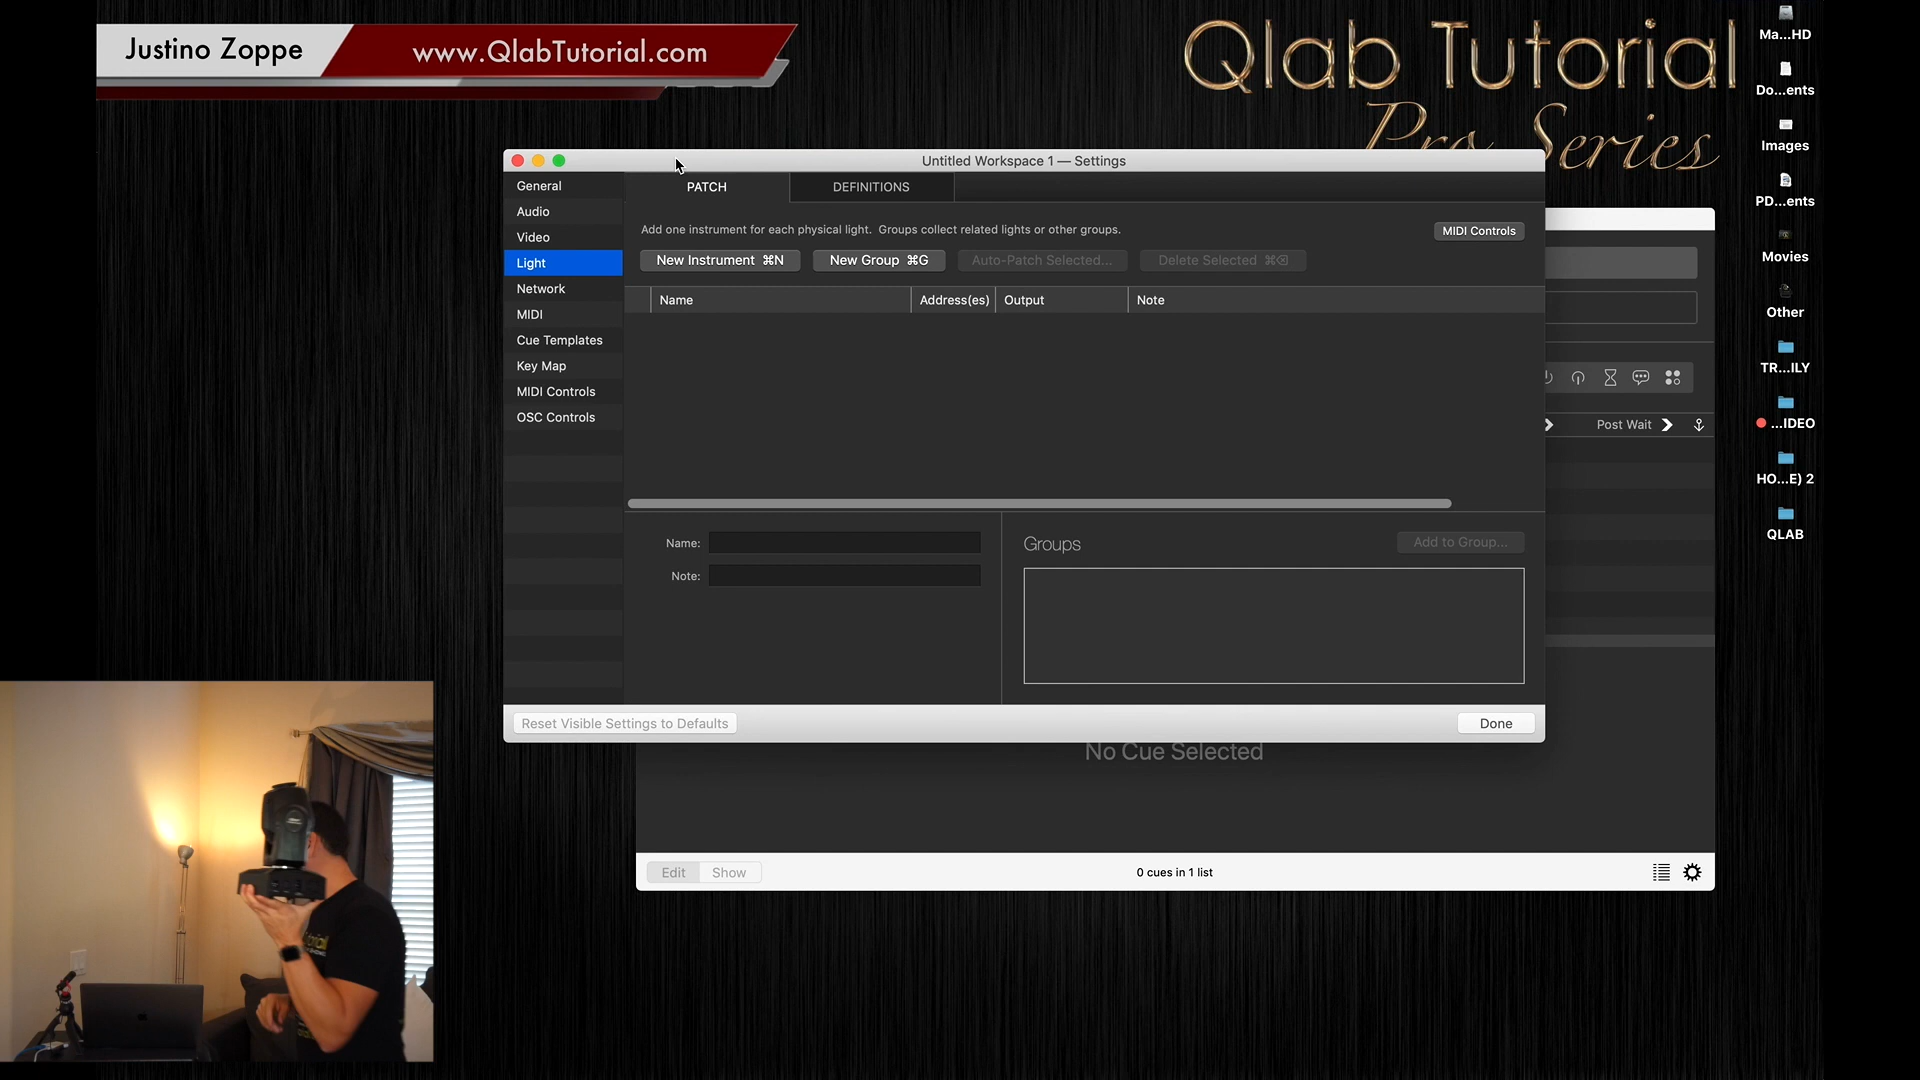 Justino Zoppe
www.QlabTutorial.com
Qlab Tutorial
Pro Series
Untitled Workspace 1 — Settings
General
Audio
Video
Light
Network
MIDI
Cue Templates
Key Map
MIDI Controls
OSC Controls
PATCH
DEFINITIONS
Add one instrument for each physical light. Groups collect related lights or other groups.
MIDI Controls
New Instrument ⌘N
New Group ⌘G
Auto-Patch Selected...
Delete Selected ⌘⌫
Name
Address(es)
Output
Note
Name:
Note:
Groups
Add to Group...
Reset Visible Settings to Defaults
Done
Post Wait
No Cue Selected
Edit
Show
0 cues in 1 list
Ma...HD
Do...ents
Images
PD...ents
Movies
Other
TR...ILY
...IDEO
HO...E) 2
QLAB